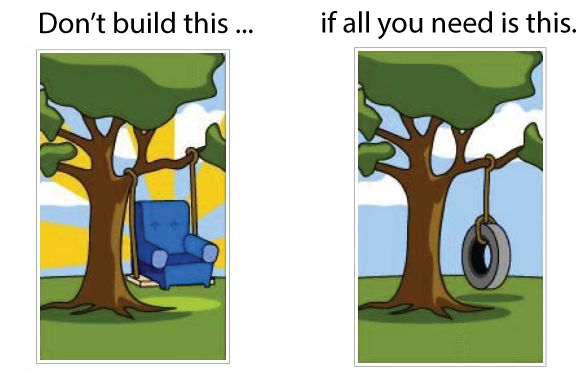 Don’t build this ...
if all you need is this.